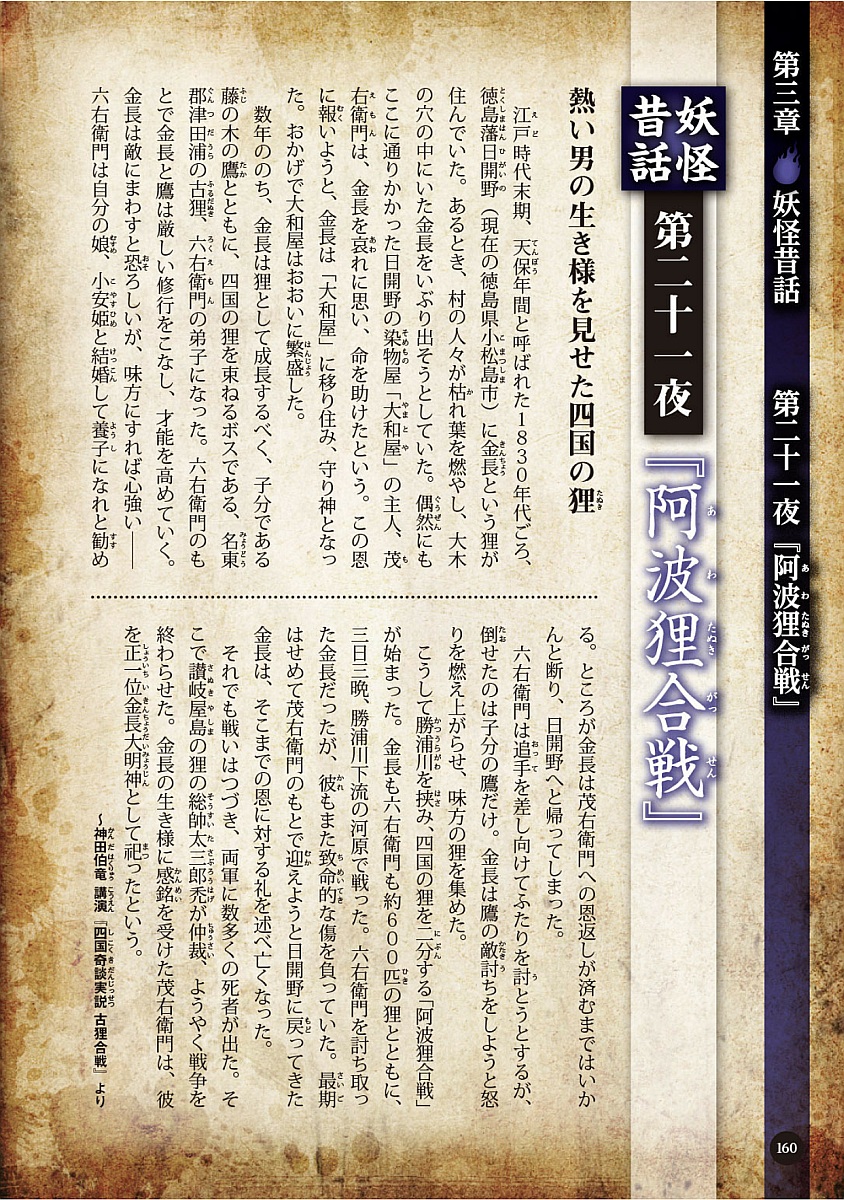 第三章 妖怪昔話 第二十一夜『阿波狸合戦』
妖怪昔話
第二十一夜
『阿波狸合戦』
熱い男の生き様を見せた四国の狸
江戸時代末期、天保年間と呼ばれた1830年代ごろ、
徳島藩日開野（現在の徳島県小松島市）に金長という狸が
住んでいた。あるとき、村の人々が枯れ葉を燃やし、大木
の穴の中にいた金長をいぶり出そうとしていた。偶然にも
ここに通りかかった日開野の染物屋「大和屋」の主人、茂
右衛門は、金長を哀れに思い、命を助けたという。この恩
に報いようと、金長は「大和屋」に移り住み、守り神となっ
た。おかげで大和屋はおおいに繁盛した。
数年ののち、金長は狸として成長するべく、子分である
藤の木の鷹とともに、四国の狸を束ねるボスである、名東
郡津田浦の古狸、六右衛門の弟子になった。六右衛門のも
とで金長と鷹は厳しい修行をこなし、才能を高めていく。
金長は敵にまわすと恐ろしいが、味方にすれば心強い――
六右衛門は自分の娘、小安姫と結婚して養子になれと勧め
る。ところが金長は茂右衛門への恩返しが済むまではいか
んと断り、日開野へと帰ってしまった。
六右衛門は追手を差し向けてふたりを討とうとするが、
倒せたのは子分の鷹だけ。金長は鷹の敵討ちをしようと怒
りを燃え上がらせ、味方の狸を集めた。
こうして勝浦川を挟み、四国の狸を二分する「阿波狸合戦」
が始まった。金長も六右衛門も約600匹の狸とともに、
三日三晩、勝浦川下流の河原で戦った。六右衛門を討ち取っ
た金長だったが、彼もまた致命的な傷を負っていた。最期
はせめて茂右衛門のもとで迎えようと日開野に戻ってきた
金長は、そこまでの恩に対する礼を述べ亡くなった。
それでも戦いはつづき、両軍に数多くの死者が出た。そ
こで讃岐屋島の狸の総帥太三郎禿が仲裁、ようやく戦争を
終わらせた。金長の生き様に感銘を受けた茂右衛門は、彼
を正一位金長大明神として祀ったという。
～神田伯竜 講演『四国奇談実説 古狸合戦』より
160